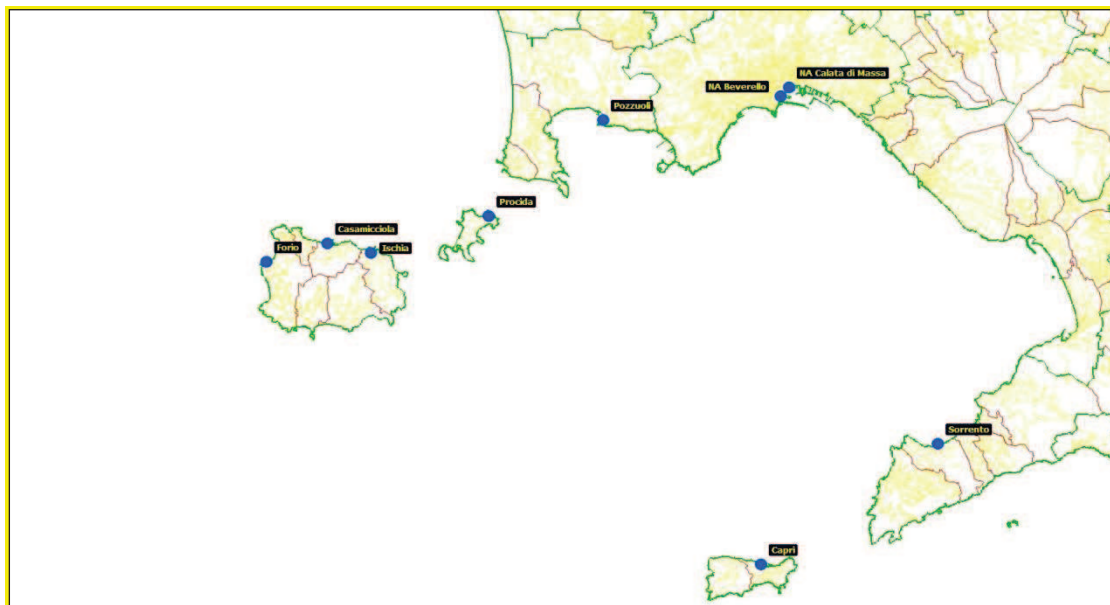 NA Calata di Massa
NA Beverello
Pozzuoli
Procida
Casamicciola
Forio
Ischia
Sorrento
Capri